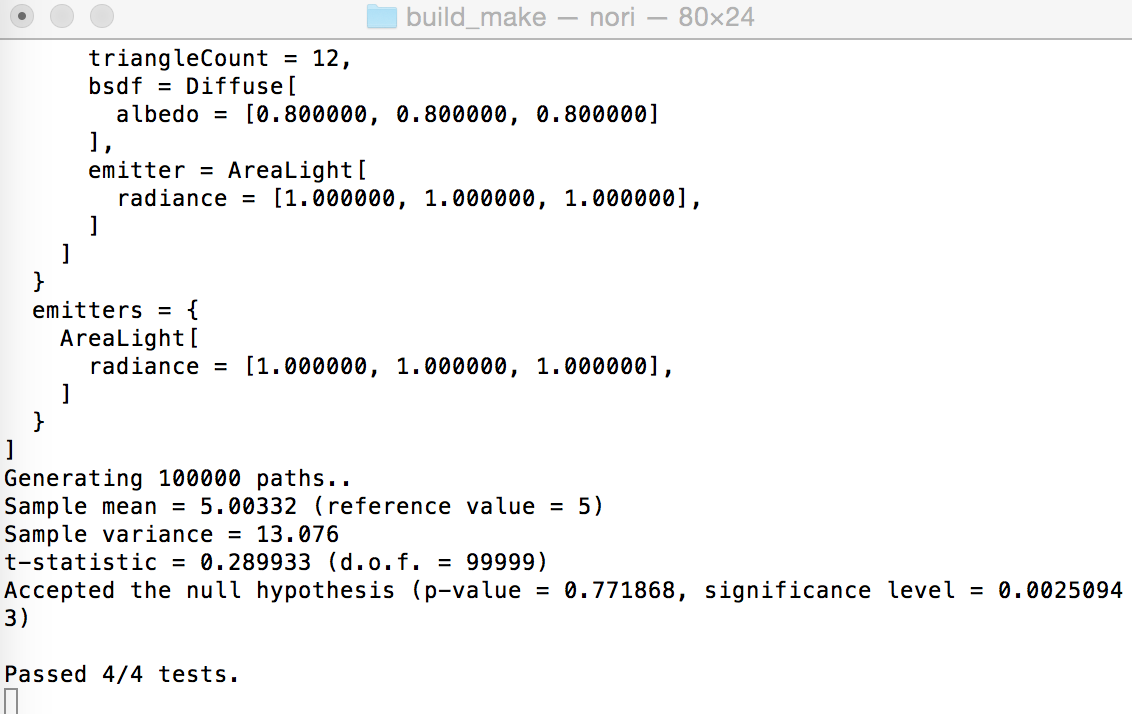 build_make — nori — 80×24
triangleCount = 12,
bsdf = Diffuse[
albedo = [0.800000, 0.800000, 0.800000]
],
emitter = AreaLight[
radiance = [1.000000, 1.000000, 1.000000],
]
]
}
emitters = {
AreaLight[
radiance = [1.000000, 1.000000, 1.000000],
]
}
]
Generating 100000 paths..
Sample mean = 5.00332 (reference value = 5)
Sample variance = 13.076
t-statistic = 0.289933 (d.o.f. = 99999)
Accepted the null hypothesis (p-value = 0.771868, significance level = 0.0025094
3)
Passed 4/4 tests.